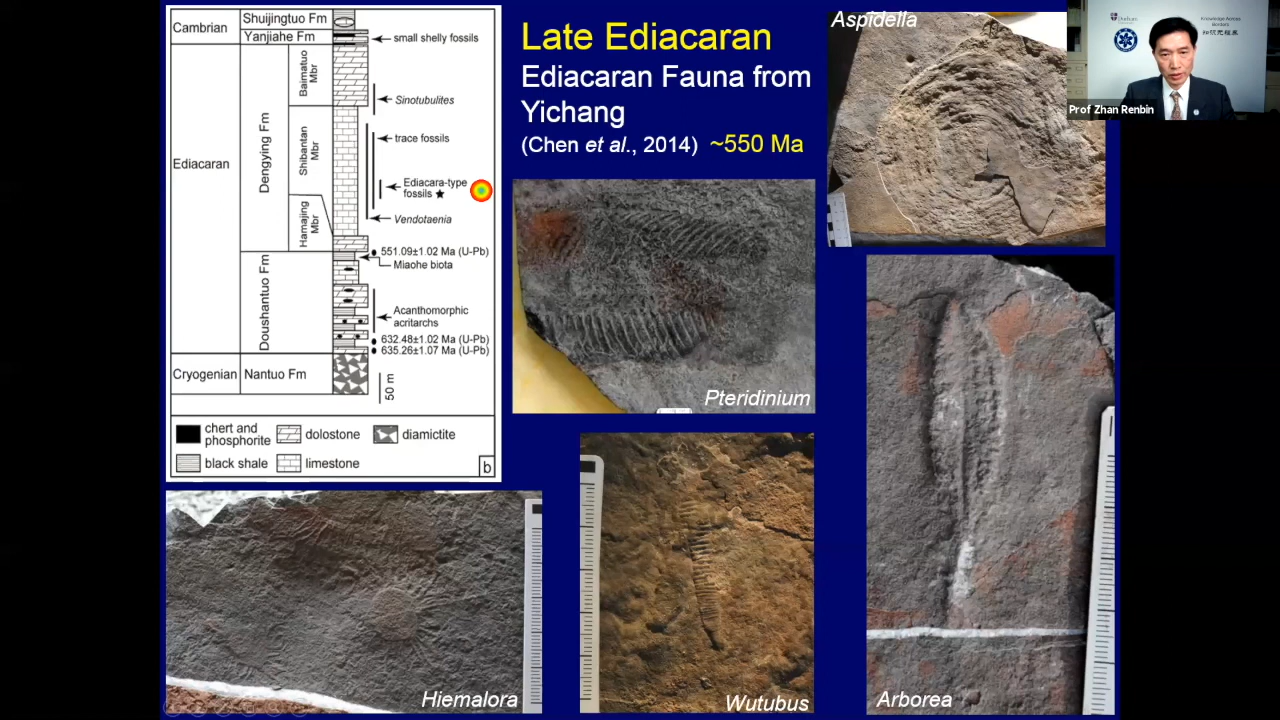 Cambrian
Shuijingtuo Fm
Yanjiahe Fm
small shelly fossils
Baimatuo
Mbr
Sinotubulites
Ediacaran
Dengying Fm
Shibantan
Mbr
trace fossils
Ediacara-type
fossils ★
Hamajing
Mbr
Vendotaenia
551.09±1.02 Ma (U-Pb)
Miaohe biota
Doushantuo Fm
Acanthomorphic
acritarchs
632.48±1.02 Ma (U-Pb)
635.26±1.07 Ma (U-Pb)
Cryogenian
Nantuo Fm
50 m
chert and
phosphorite
dolostone
diamictite
black shale
limestone
b
Late Ediacaran
Ediacaran Fauna from
Yichang
(Chen et al., 2014) ~550 Ma
Aspidella
Pteridinium
Hiemalora
Wutubus
Arborea
Durham
Knowledge Across
Borders
Prof Zhan Renbin